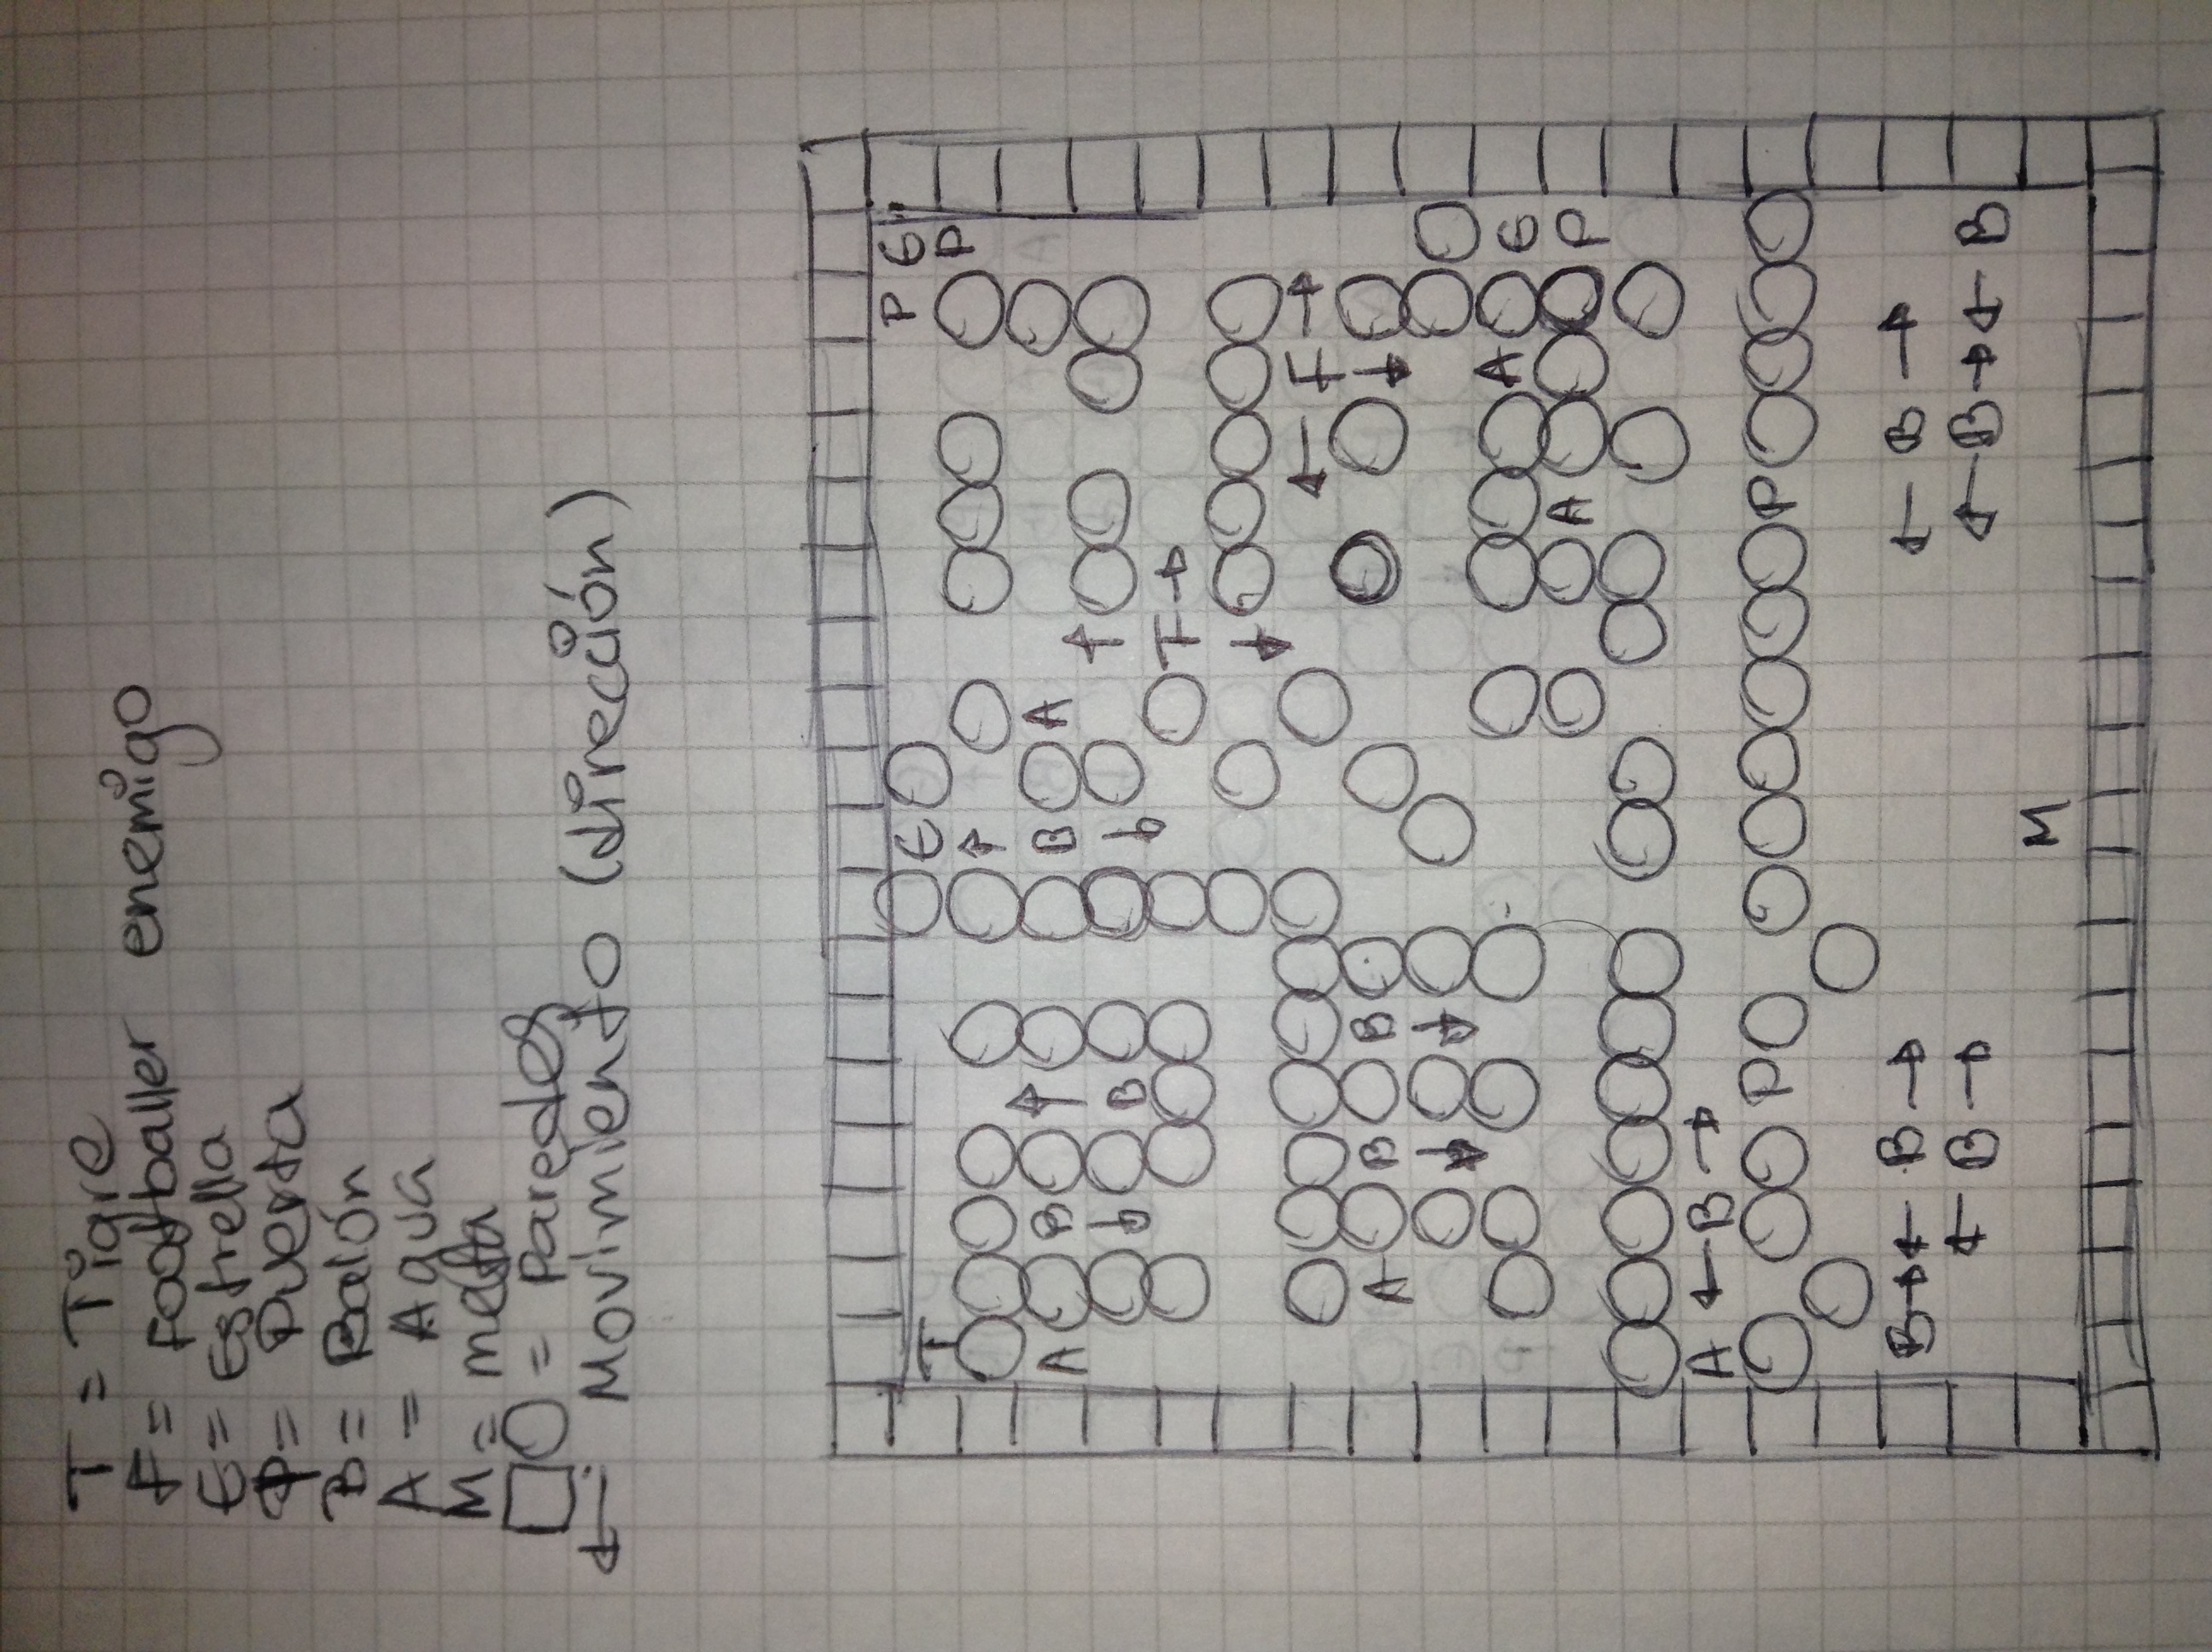 T = Tigre
F = Footballer enemigo
E = Estrella
P = Puerta
B = Balón
A = Agua
M = meta
□○ = Paredes
← Movimiento (dirección)
E P E
T P
A B B A
B
T →
← F →
A B B
A E
A P
A ← B →
P P
B → ← B → ← B →
← B → ← B → ← B
M